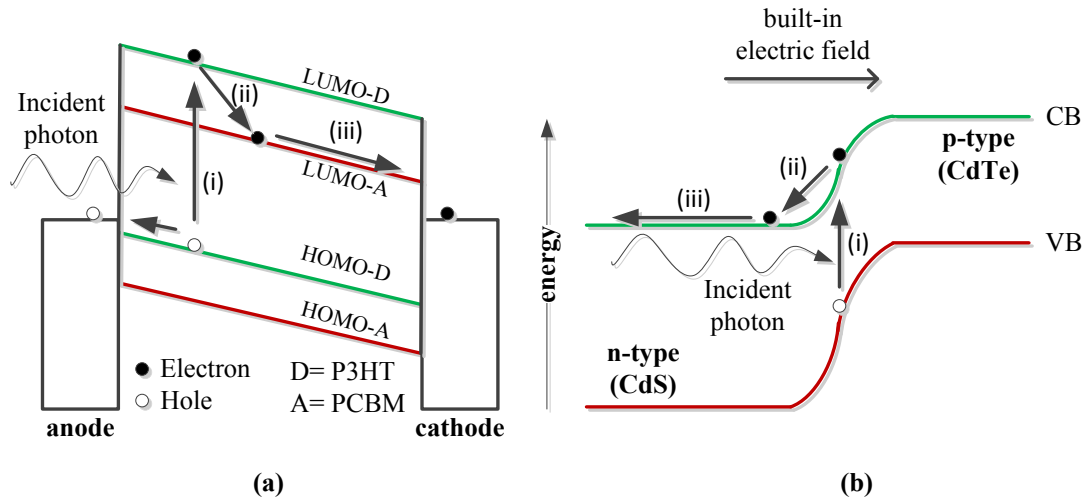 LUMO-D
(ii)
Incident
photon
(iii)
LUMO-A
(i)
HOMO-D
HOMO-A
Electron
Hole
D= P3HT
A= PCBM
anode
cathode
(a)
built-in
electric field
CB
p-type
(CdTe)
(ii)
(iii)
(i)
VB
energy
Incident
photon
n-type
(CdS)
(b)